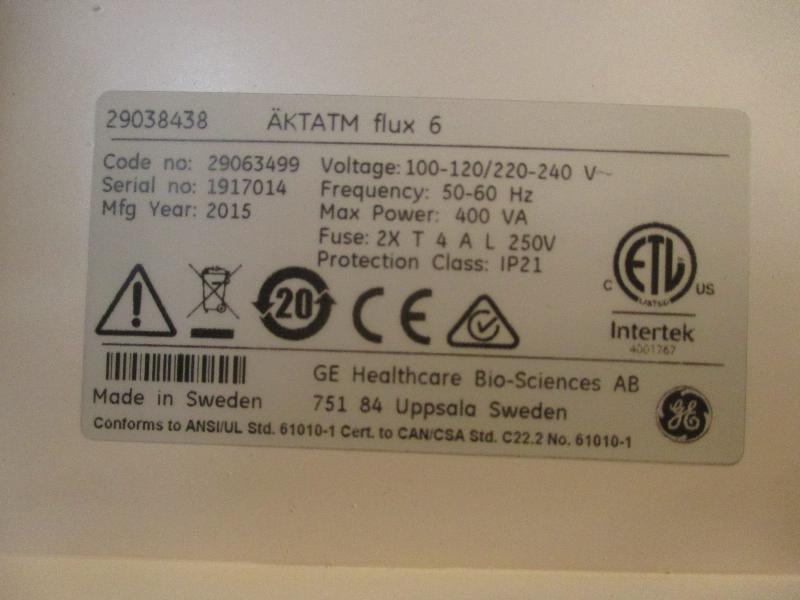 29038438 ÄKTATM flux 6
Code no: 29063499
Serial no: 1917014
Mfg Year: 2015
Voltage: 100-120/220-240 V~
Frequency: 50-60 Hz
Max Power: 400 VA
Fuse: 2X T 4 A L 250V
Protection Class: IP21
20
CE
C ETL US
LISTED
Intertek
4001767
Made in Sweden
GE Healthcare Bio-Sciences AB
751 84 Uppsala Sweden
GE
Conforms to ANSI/UL Std. 61010-1 Cert. to CAN/CSA Std. C22.2 No. 61010-1